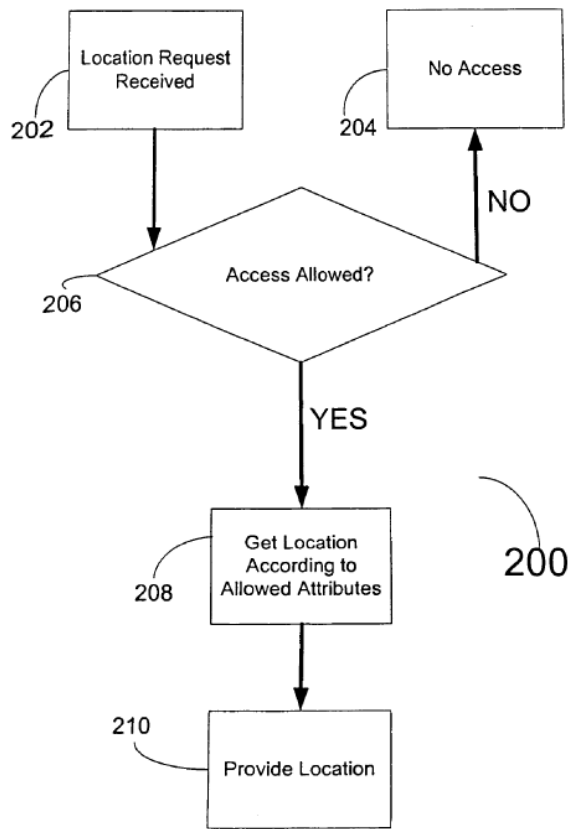 Location Request
Received
202
No Access
204
NO
Access Allowed?
206
YES
Get Location
According to
Allowed Attributes
208
200
210
Provide Location